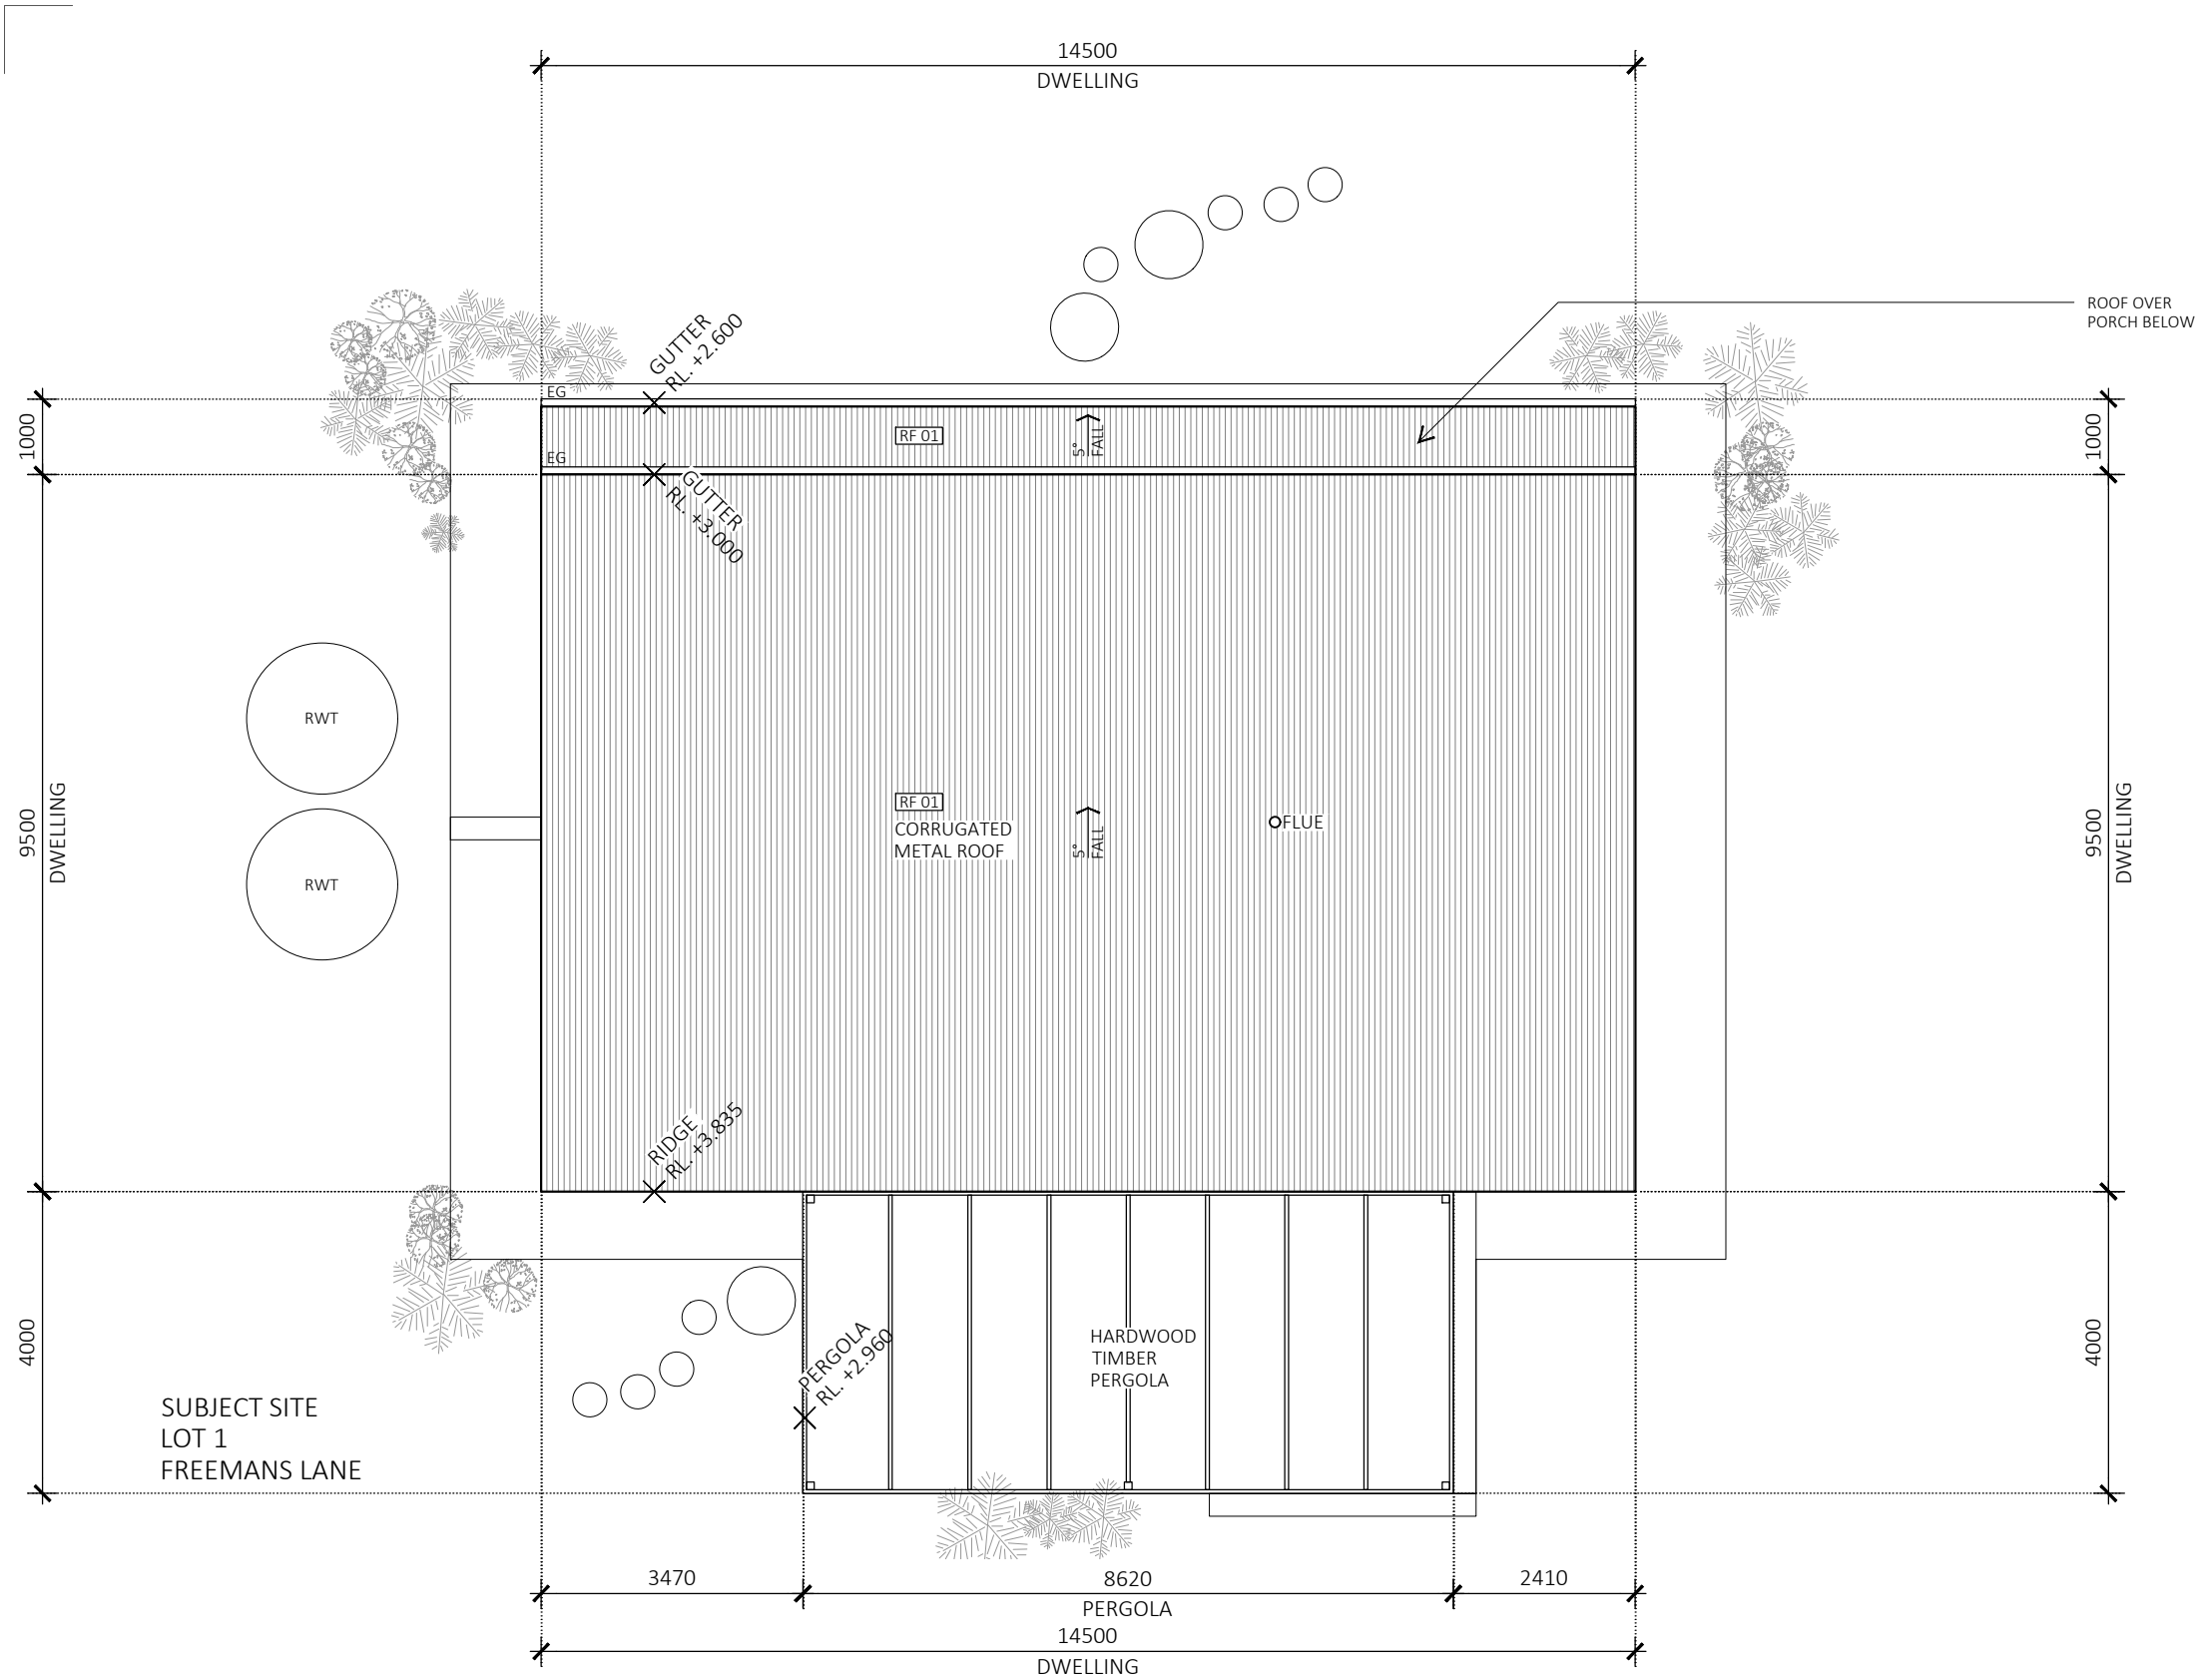 14500
DWELLING
ROOF OVER
PORCH BELOW
GUTTER
RL. +2.600
EG
1000
RF 01
5°
FALL
1000
EG
GUTTER
RL. +3.000
RWT
RWT
9500
DWELLING
RF 01
CORRUGATED
METAL ROOF
5°
FALL
FLUE
9500
DWELLING
RIDGE
RL. +3.835
4000
PERGOLA
RL. +2.960
HARDWOOD
TIMBER
PERGOLA
4000
SUBJECT SITE
LOT 1
FREEMANS LANE
3470
8620
2410
PERGOLA
14500
DWELLING